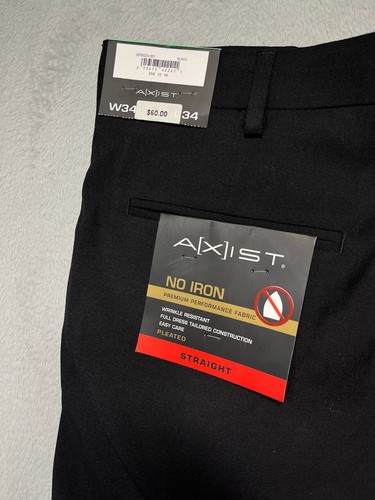 BLACK
A[X]IST
W34
34
$60.00
A[X]IST®
NO IRON
PREMIUM PERFORMANCE FABRIC
WRINKLE RESISTANT
FULL DRESS TAILORED CONSTRUCTION
EASY CARE
PLEATED
STRAIGHT